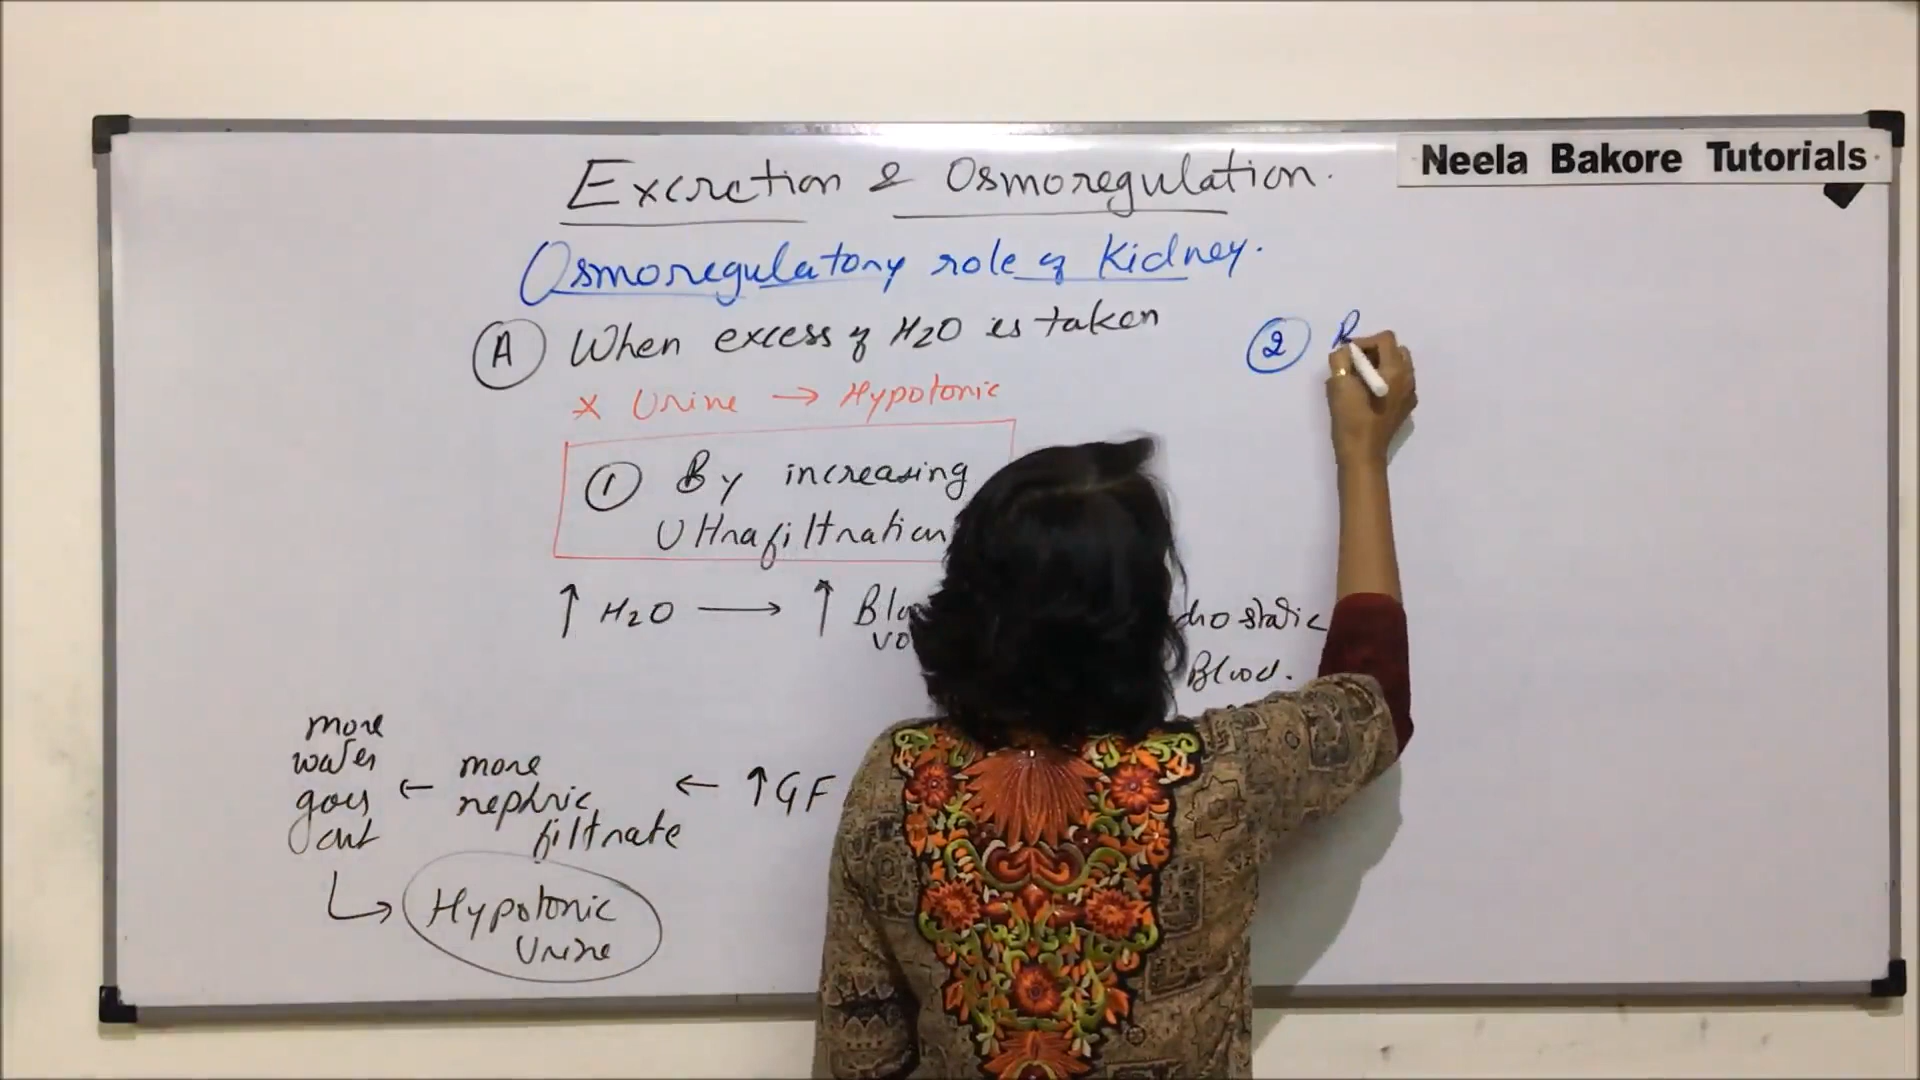 Neela Bakore Tutorials
Excretion & Osmoregulation.
Osmoregulatory role of Kidney.
A When excess of H2O is taken
x Urine → Hypotonic
1 By increasing
Ultrafiltration
↑ H2O → ↑
Blood.
↑ GF
← more nephric filtrate ←
more
water
goes
out
Hypotonic
Urine
2